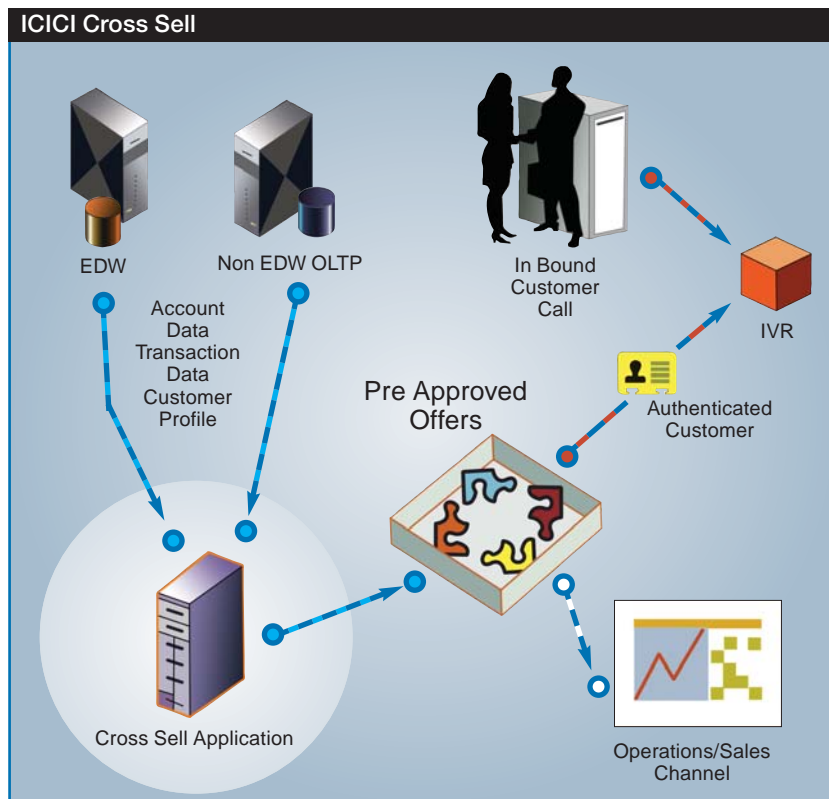 ICICI Cross Sell
EDW
Non EDW OLTP
In Bound
Customer
Call
IVR
Account
Data
Transaction
Data
Customer
Profile
Pre Approved
Offers
Authenticated
Customer
Cross Sell Application
Operations/Sales
Channel